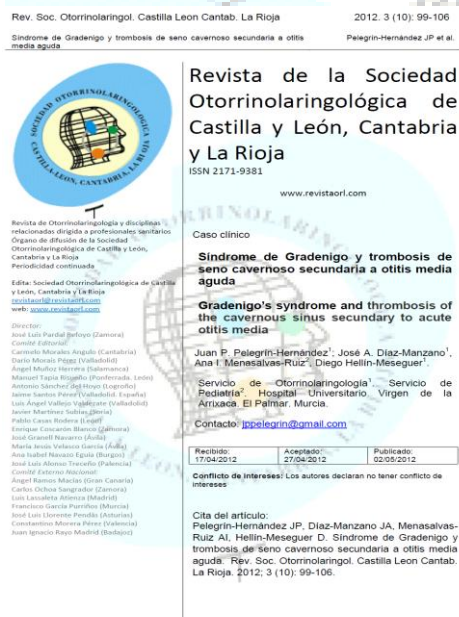 Rev. Soc. Otorrinolaringol. Castilla Leon Cantab. La Rioja
2012. 3 (10): 99-106
Síndrome de Gradenigo y trombosis de seno cavernoso secundaria a otitis
media aguda
Pelegrín-Hernández JP et al.
SOCIEDAD OTORRINOLARINGOLOGICA
CASTILLA-LEON, CANTABRIA, LA RIOJA
Revista de Otorrinolaringología y disciplinas
relacionadas dirigida a profesionales sanitarios
Órgano de difusión de la Sociedad
Otorrinolaringológica de Castilla y León,
Cantabria y La Rioja
Periodicidad continuada
Edita: Sociedad Otorrinolaringológica de Castilla
y León, Cantabria y La Rioja
revistaorl@revistaorl.com
web: www.revistaorl.com
Director:
José Luis Pardal Refoyo (Zamora)
Comité Editorial:
Carmelo Morales Angulo (Cantabria)
Darío Morais Pérez (Valladolid)
Ángel Muñoz Herrera (Salamanca)
Manuel Tapia Risueño (Ponferrada. León)
Antonio Sánchez del Hoyo (Logroño)
Jaime Santos Pérez (Valladolid. España)
Luis Ángel Vallejo Valdezate (Valladolid)
Javier Martínez Subías (Soria)
Pablo Casas Rodera (León)
Enrique Coscarón Blanco (Zamora)
José Granell Navarro (Ávila)
María Jesús Velasco García (Ávila)
Ana Isabel Navazo Eguía (Burgos)
José Luis Alonso Treceño (Palencia)
Comité Externo Nacional:
Ángel Ramos Macías (Gran Canaria)
Carlos Ochoa Sangrador (Zamora)
Luis Lassaleta Atienza (Madrid)
Francisco García Purriños (Murcia)
José Luis Llorente Pendás (Asturias)
Constantino Morera Pérez (Valencia)
Juan Ignacio Rayo Madrid (Badajoz)
Revista de la Sociedad
Otorrinolaringológica de
Castilla y León, Cantabria
y La Rioja
ISSN 2171-9381
www.revistaorl.com
Caso clínico
Síndrome de Gradenigo y trombosis de
seno cavernoso secundaria a otitis media
aguda
Gradenigo's syndrome and thrombosis of
the cavernous sinus secondary to acute
otitis media
Juan P. Pelegrín-Hernández¹; José A. Díaz-Manzano¹,
Ana I. Menasalvas-Ruiz², Diego Hellín-Meseguer¹.
Servicio de Otorrinolaringología¹. Servicio de
Pediatría². Hospital Universitario Virgen de la
Arrixaca. El Palmar. Murcia.
Contacto: jppelegrin@gmail.com
Recibido: Aceptado: Publicado:
17/04/2012 27/04/2012 02/05/2012
Conflicto de intereses: Los autores declaran no tener conflicto de
intereses
Cita del artículo:
Pelegrín-Hernández JP, Díaz-Manzano JA, Menasalvas-
Ruiz AI, Hellín-Meseguer D. Síndrome de Gradenigo y
trombosis de seno cavernoso secundaria a otitis media
aguda. Rev. Soc. Otorrinolaringol. Castilla Leon Cantab.
La Rioja. 2012; 3 (10): 99-106.